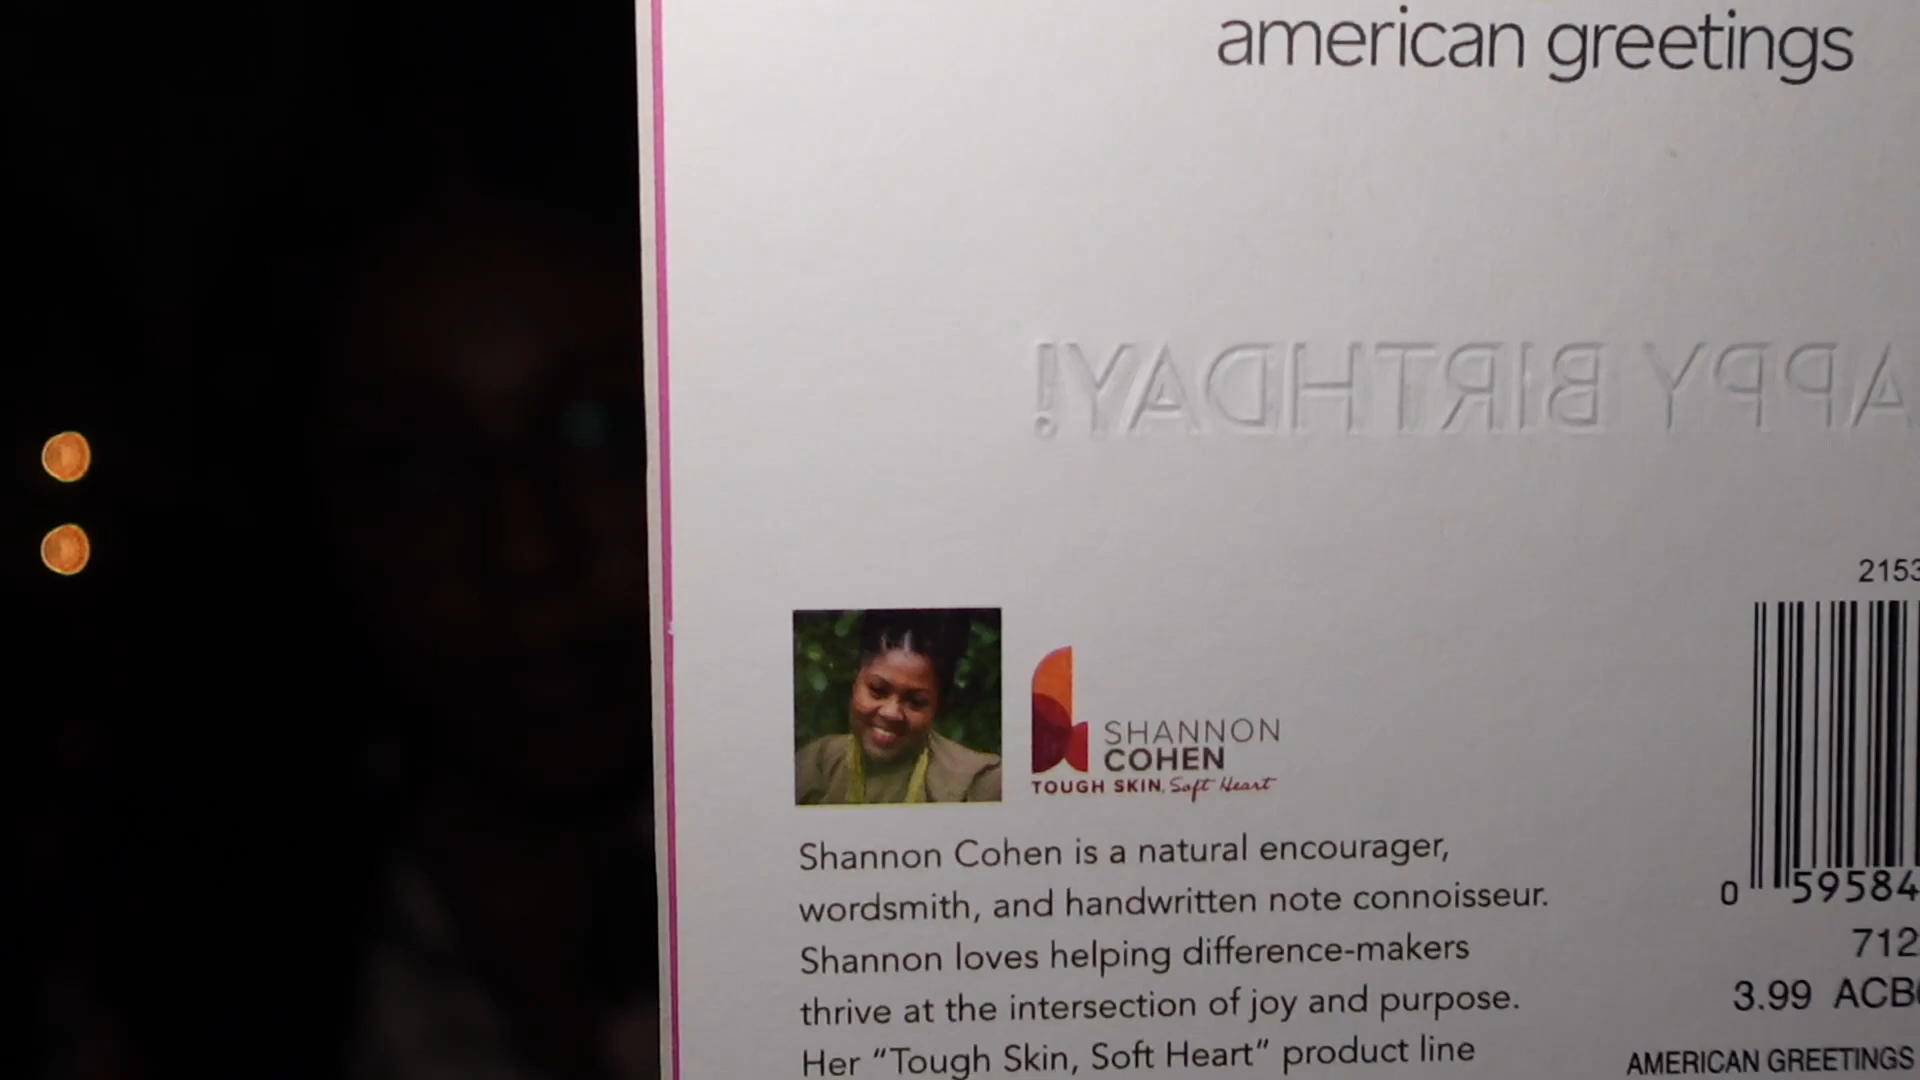 american greetings
APPY BIRTHDAY!
2153
SHANNON
COHEN
TOUGH SKIN, Soft Heart
Shannon Cohen is a natural encourager,
wordsmith, and handwritten note connoisseur.
Shannon loves helping difference-makers
thrive at the intersection of joy and purpose.
Her “Tough Skin, Soft Heart” product line
0 59584
712
3.99 ACB
AMERICAN GREETINGS